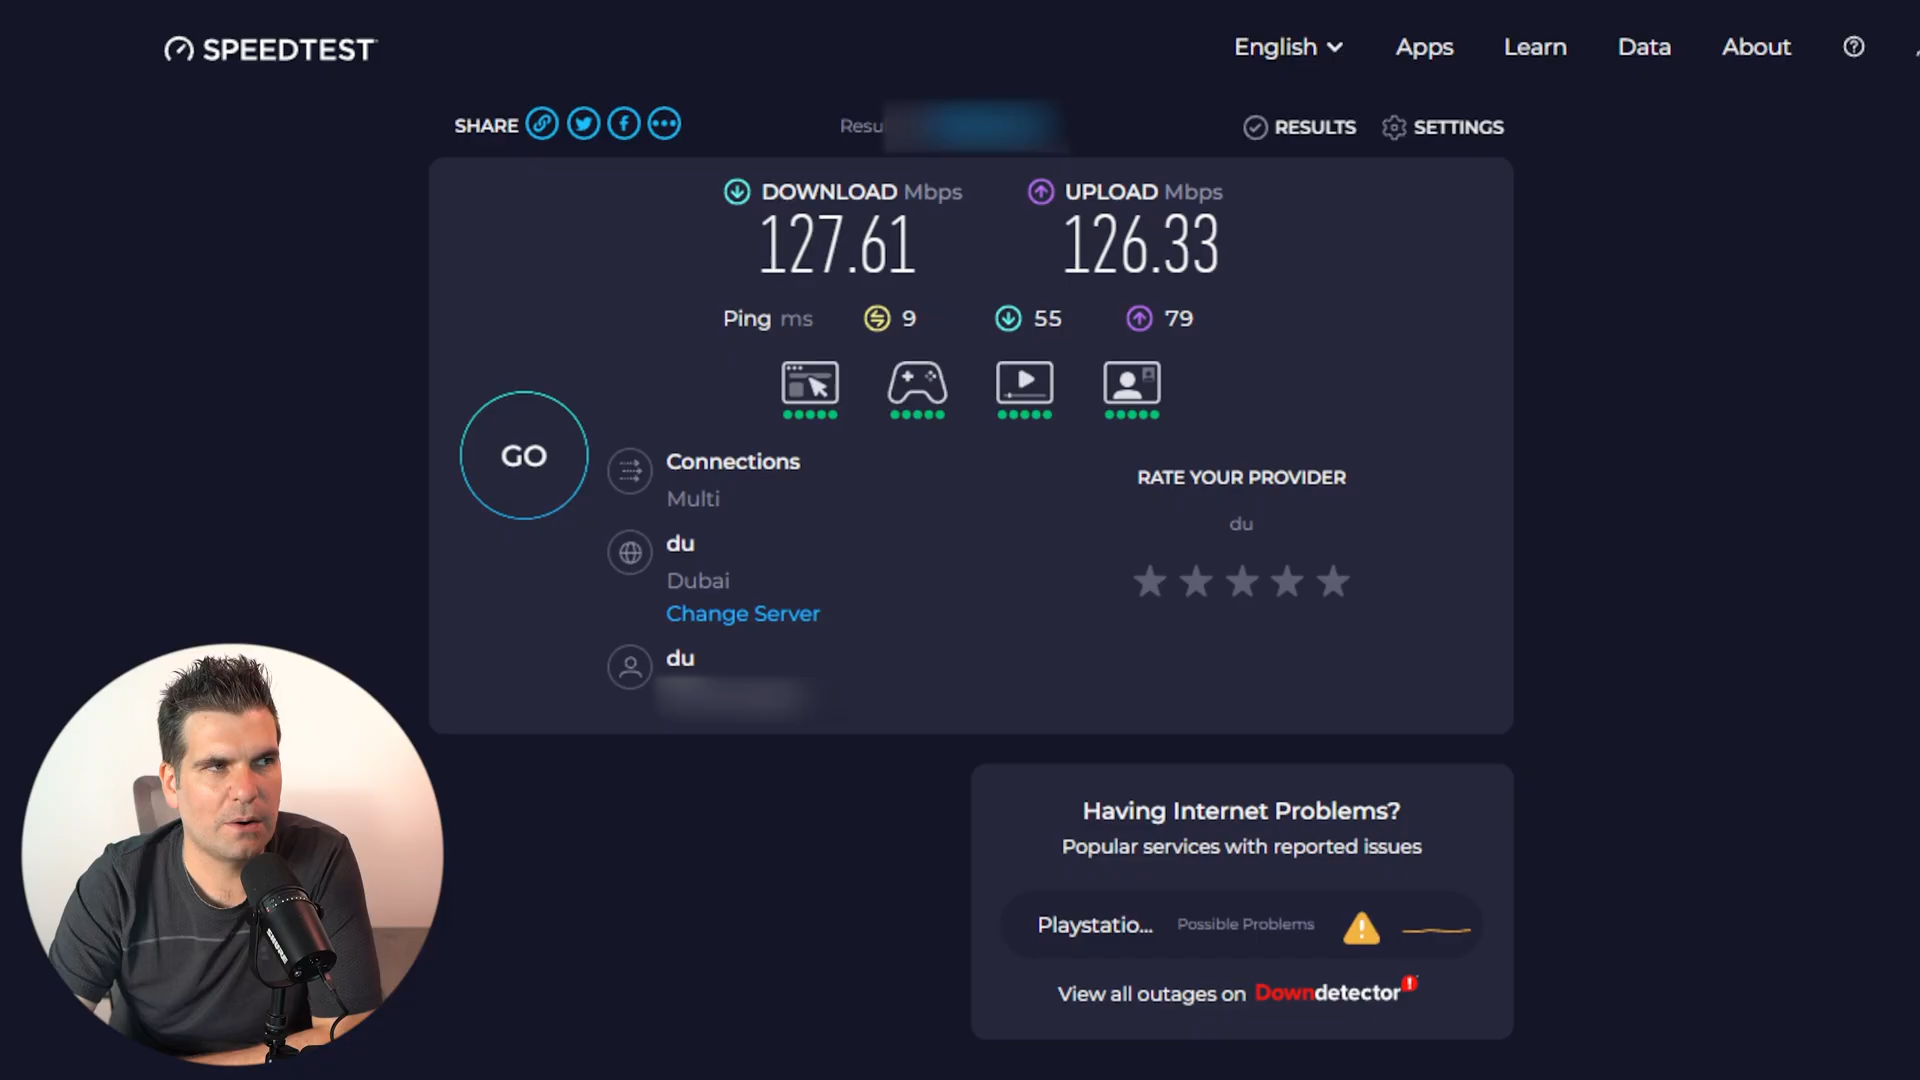 SPEEDTEST
English Apps Learn Data About
SHARE
RESULTS SETTINGS
DOWNLOAD Mbps
127.61
UPLOAD Mbps
126.33
Ping ms 9 55 79
GO
Connections
Multi
du
Dubai
Change Server
du
RATE YOUR PROVIDER
du
Having Internet Problems?
Popular services with reported issues
Playstatio... Possible Problems
View all outages on Downdetector
SHURE